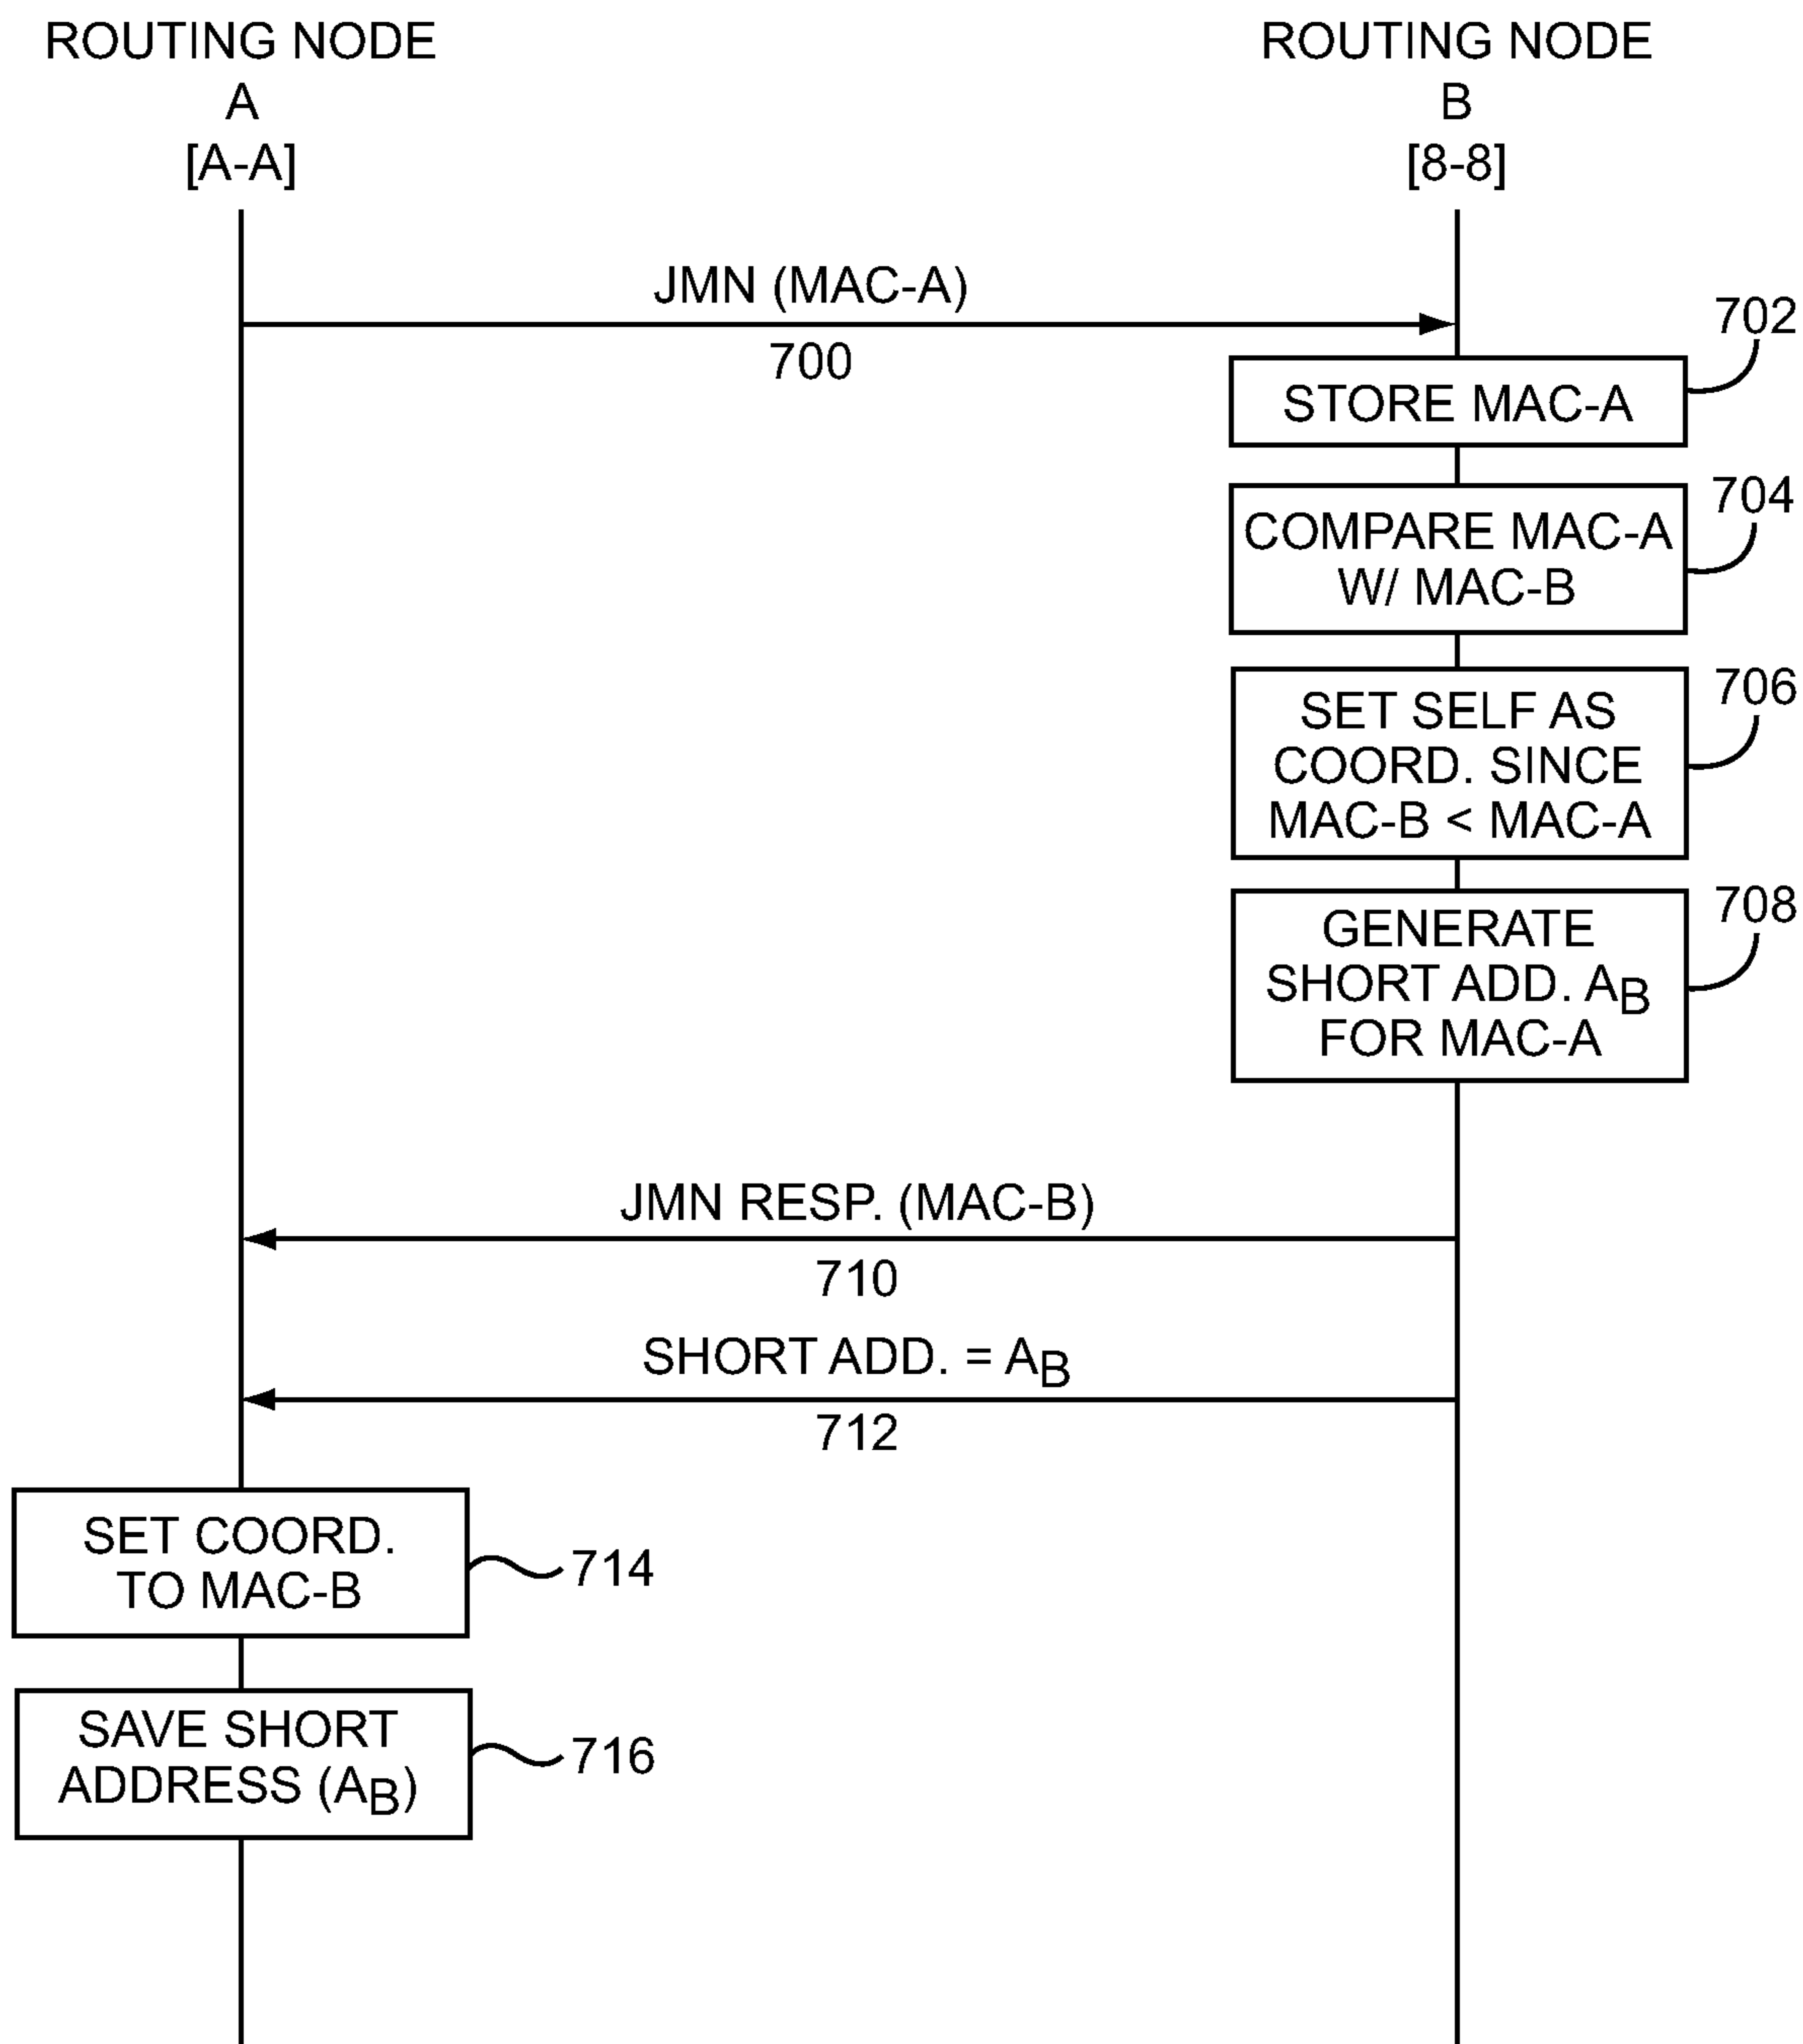 ROUTING NODE
A
[A-A]
ROUTING NODE
B
[8-8]
JMN (MAC-A)
700
702
STORE MAC-A
704
COMPARE MAC-A
W/ MAC-B
706
SET SELF AS
COORD. SINCE
MAC-B < MAC-A
708
GENERATE
SHORT ADD. AB
FOR MAC-A
JMN RESP. (MAC-B)
710
SHORT ADD. = AB
712
SET COORD.
TO MAC-B
714
SAVE SHORT
ADDRESS (AB)
716